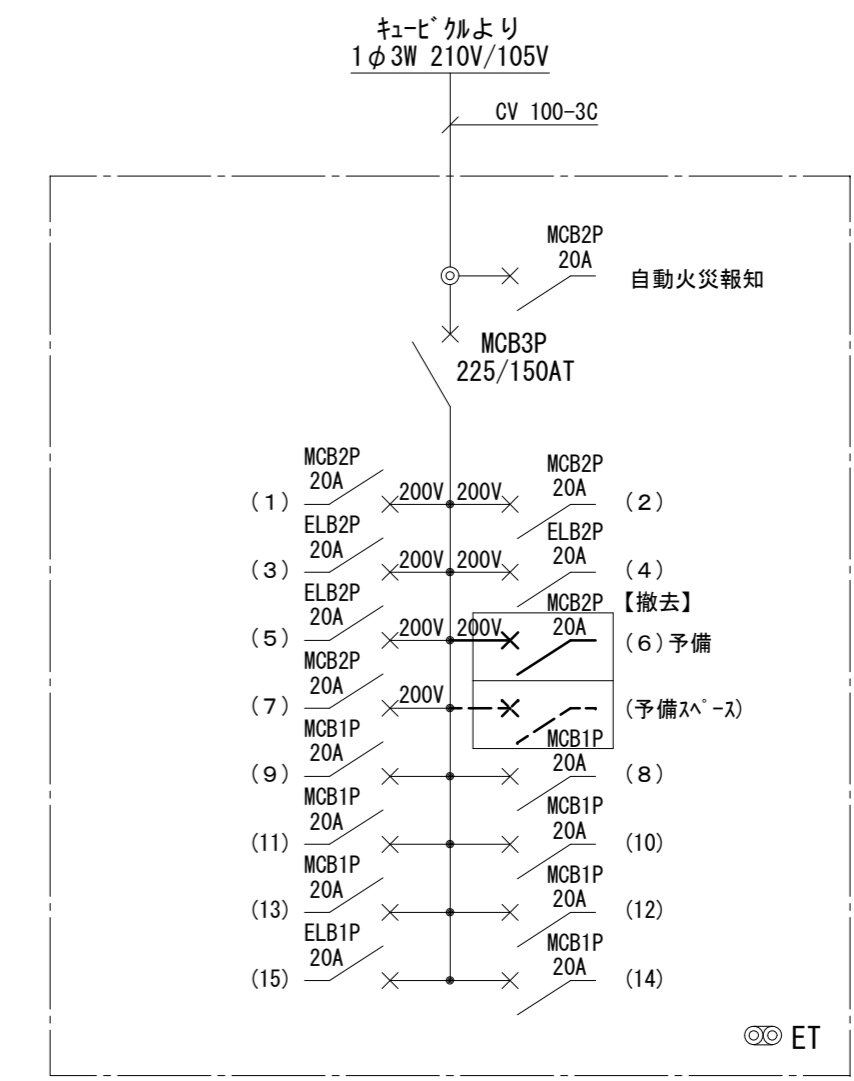 ｷｭｰﾋﾞｸﾙより
1φ3W 210V/105V
CV 100-3C
MCB2P
20A
自動火災報知
MCB3P
225/150AT
MCB2P
20A
(1)
200V
200V
MCB2P
20A
(2)
ELB2P
20A
(3)
200V
200V
ELB2P
20A
(4)
ELB2P
20A
(5)
200V
200V
MCB2P
20A
【撤去】
(6)予備
MCB2P
20A
(7)
200V
(予備ｽﾍﾟｰｽ)
MCB1P
20A
(9)
MCB1P
20A
(8)
MCB1P
20A
(11)
MCB1P
20A
(10)
MCB1P
20A
(13)
MCB1P
20A
(12)
ELB1P
20A
(15)
MCB1P
20A
(14)
ET